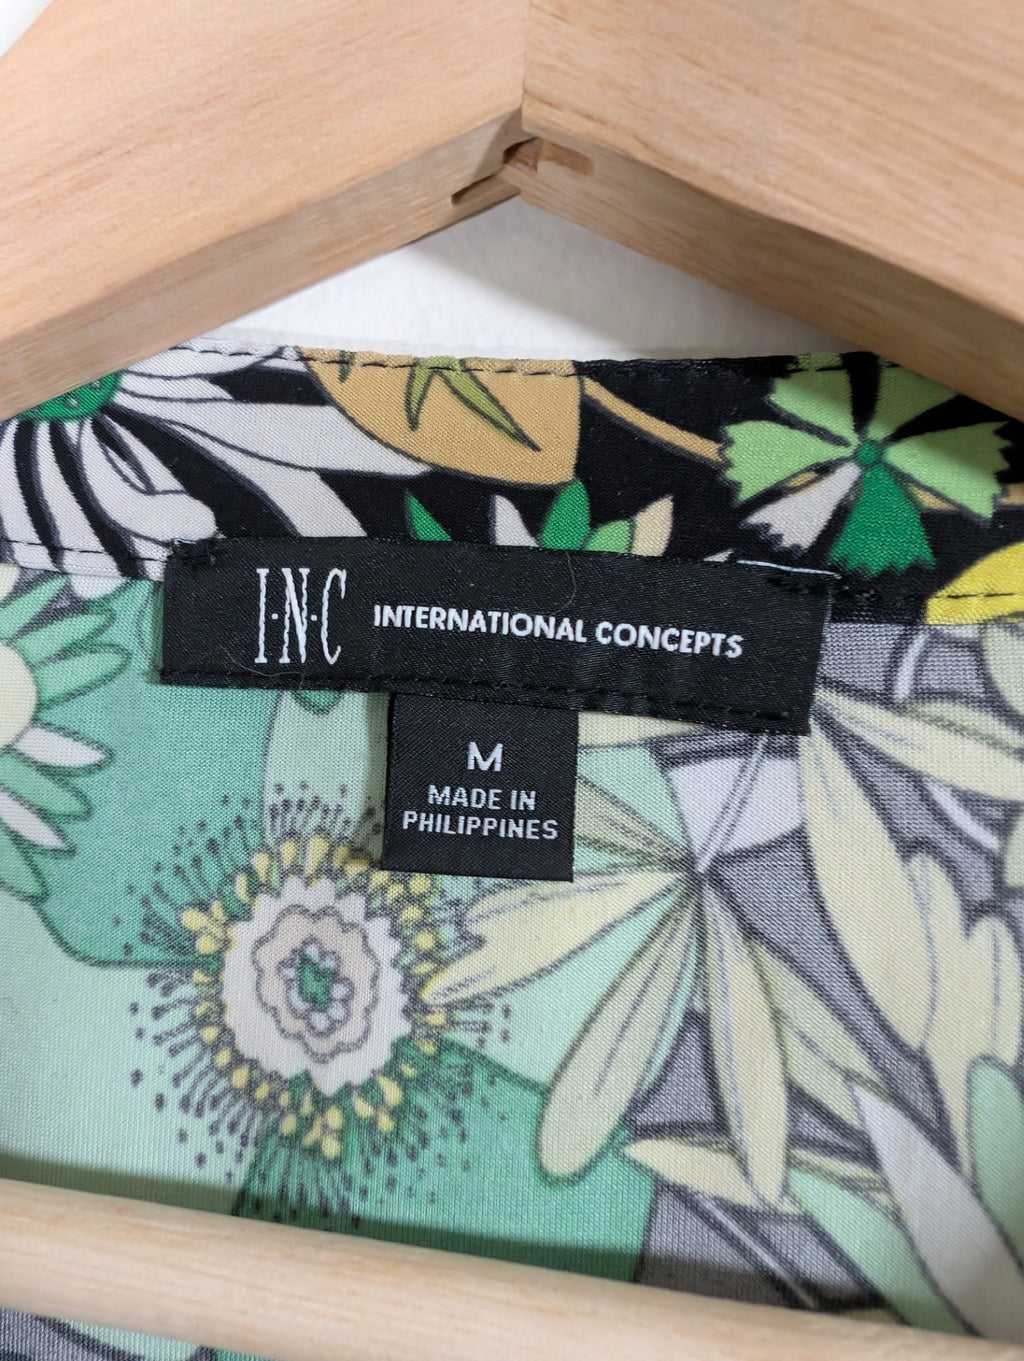 I·N·C INTERNATIONAL CONCEPTS
M
MADE IN
PHILIPPINES